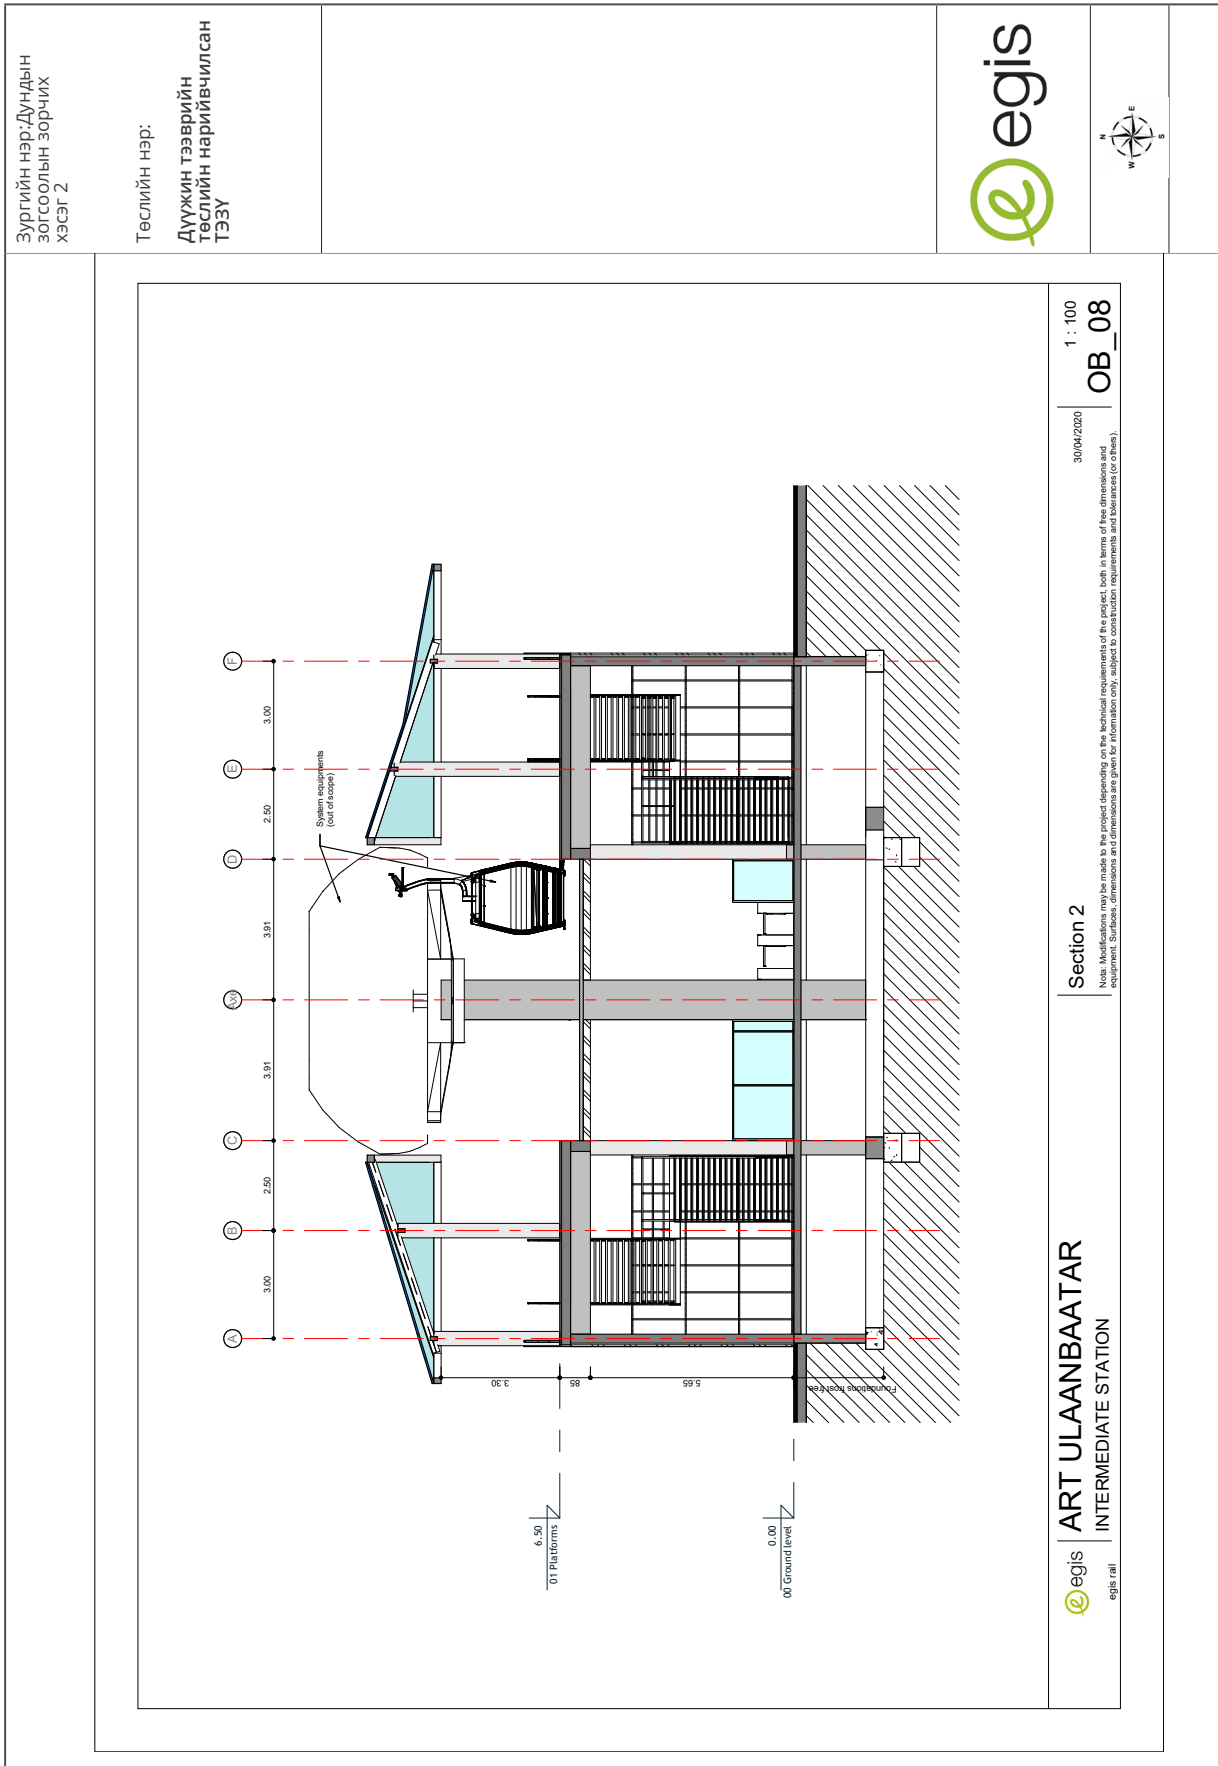 Зургийн нэр:Дундын
зогсоолын зорчих
хэсэг 2
Төслийн нэр:
Дүүжин тээврийн
төслийн нарийвчилсан
ТЭЗҮ
egis
N
E
S
W
A
B
C
Axe
D
E
F
3.00
2.50
3.91
3.91
2.50
3.00
System equipments
(out of scope)
3.30
85
5.65
Foundations frost free
6.50
01 Platforms
0.00
00 Ground level
egis
egis rail
ART ULAANBAATAR
INTERMEDIATE STATION
Section 2
Nota: Modifications may be made to the project depending on the technical requirements of the project, both in terms of free dimensions and
equipment. Surfaces, dimensions and dimensions are given for information only, subject to construction requirements and tolerances (or others).
30/04/2020
1 : 100
OB_08